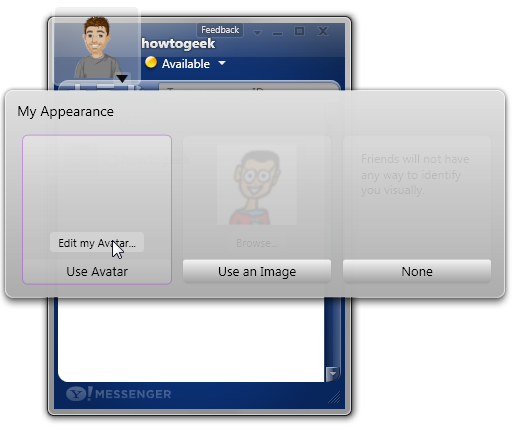 Feedback
howtogeek
Available
My Appearance
Friends will not have
any way to identify
you visually.
Edit my Avatar...
Browse...
Use Avatar
Use an Image
None
Y! MESSENGER